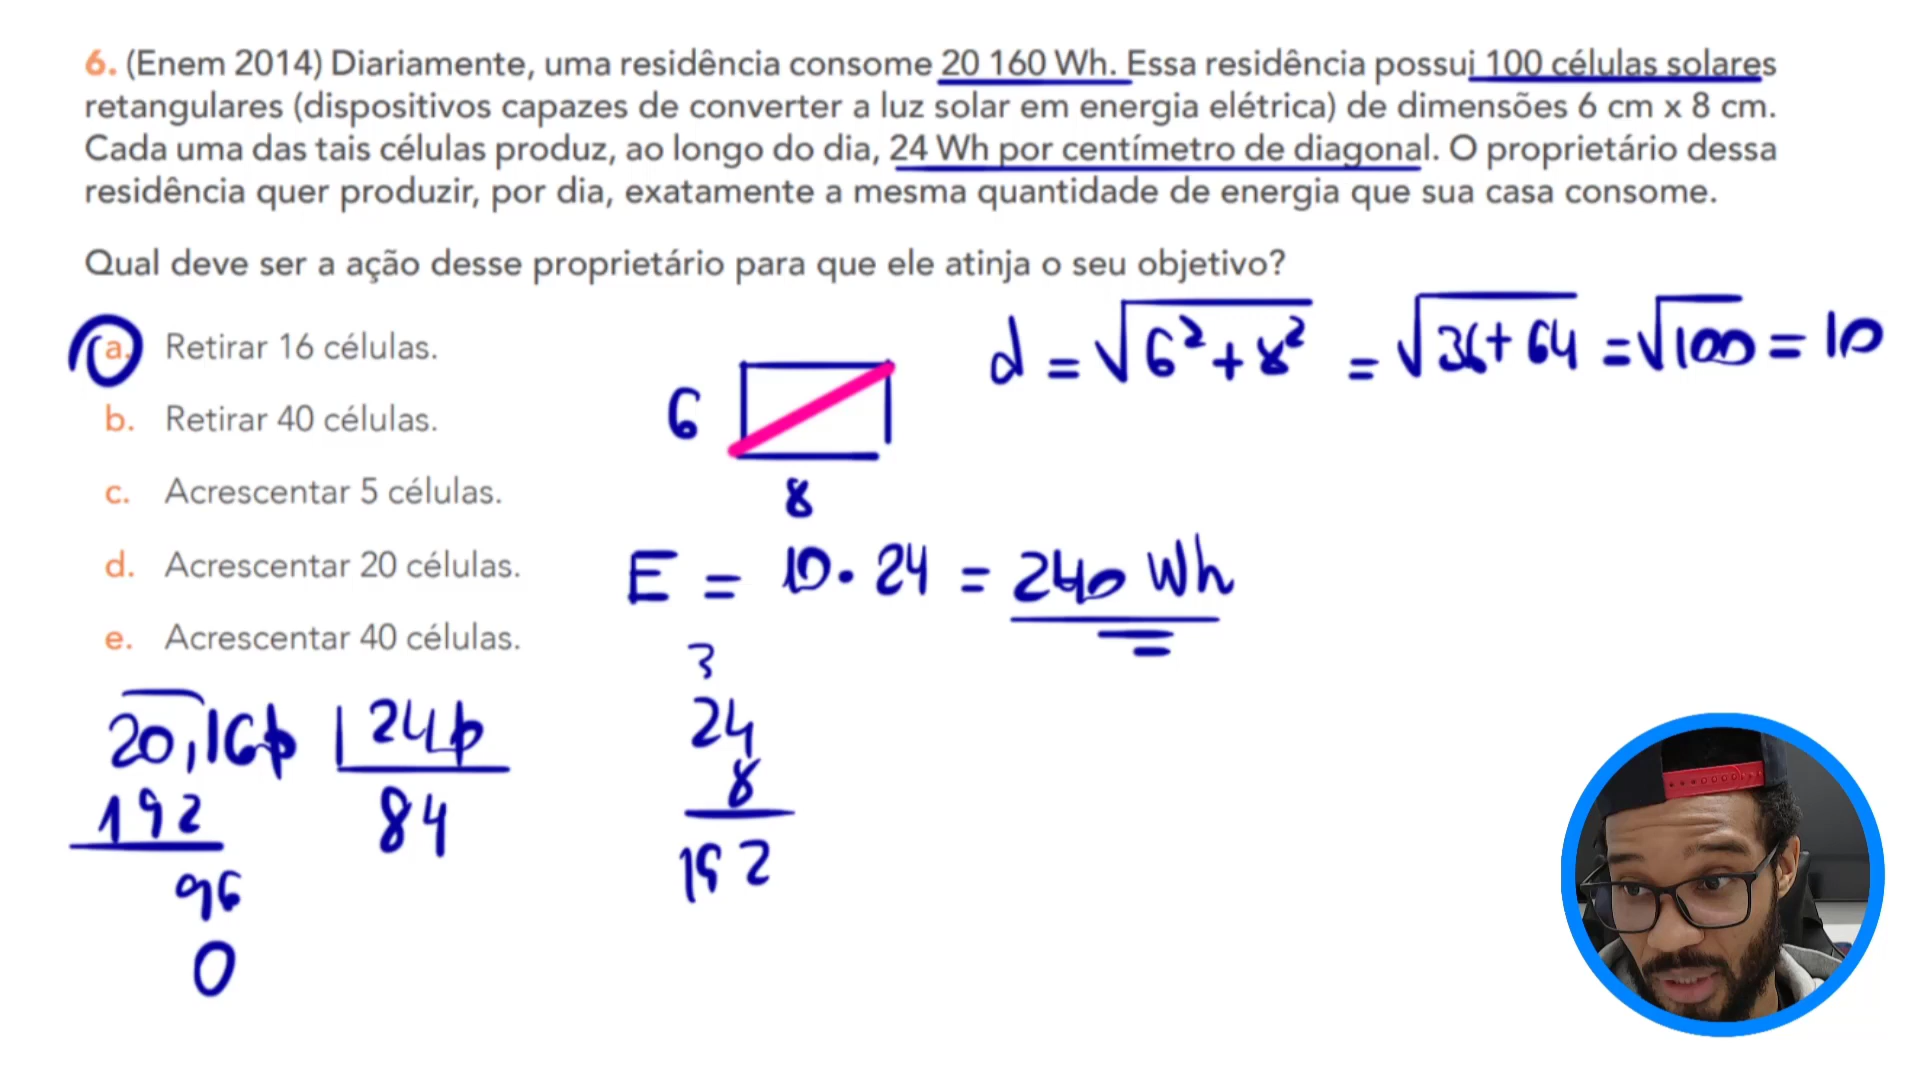 6. (Enem 2014) Diariamente, uma residência consome 20 160 Wh. Essa residência possui 100 células solares
retangulares (dispositivos capazes de converter a luz solar em energia elétrica) de dimensões 6 cm x 8 cm.
Cada uma das tais células produz, ao longo do dia, 24 Wh por centímetro de diagonal. O proprietário dessa
residência quer produzir, por dia, exatamente a mesma quantidade de energia que sua casa consome.
Qual deve ser a ação desse proprietário para que ele atinja o seu objetivo?
a. Retirar 16 células.
b. Retirar 40 células.
c. Acrescentar 5 células.
d. Acrescentar 20 células.
e. Acrescentar 40 células.
d = √6² + 8² = √36 + 64 = √100 = 10
6
8
E = 10 · 24 = 240 Wh
20,160 | 240
192 84
96
0
3
24
8
192